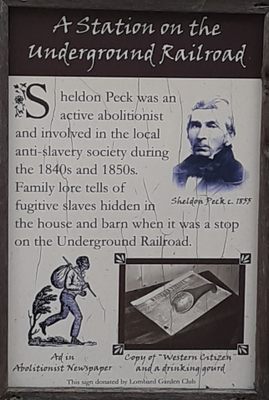 A Station on the
Underground Railroad
Sheldon Peck was an
active abolitionist
and involved in the local
anti-slavery society during
the 1840s and 1850s.
Family lore tells of
fugitive slaves hidden in
the house and barn when it was a stop
on the Underground Railroad.
Sheldon Peck c. 1855
Ad in
Abolitionist Newspaper
Copy of "Western Citizen"
and a drinking gourd
This sign donated by Lombard Garden Club